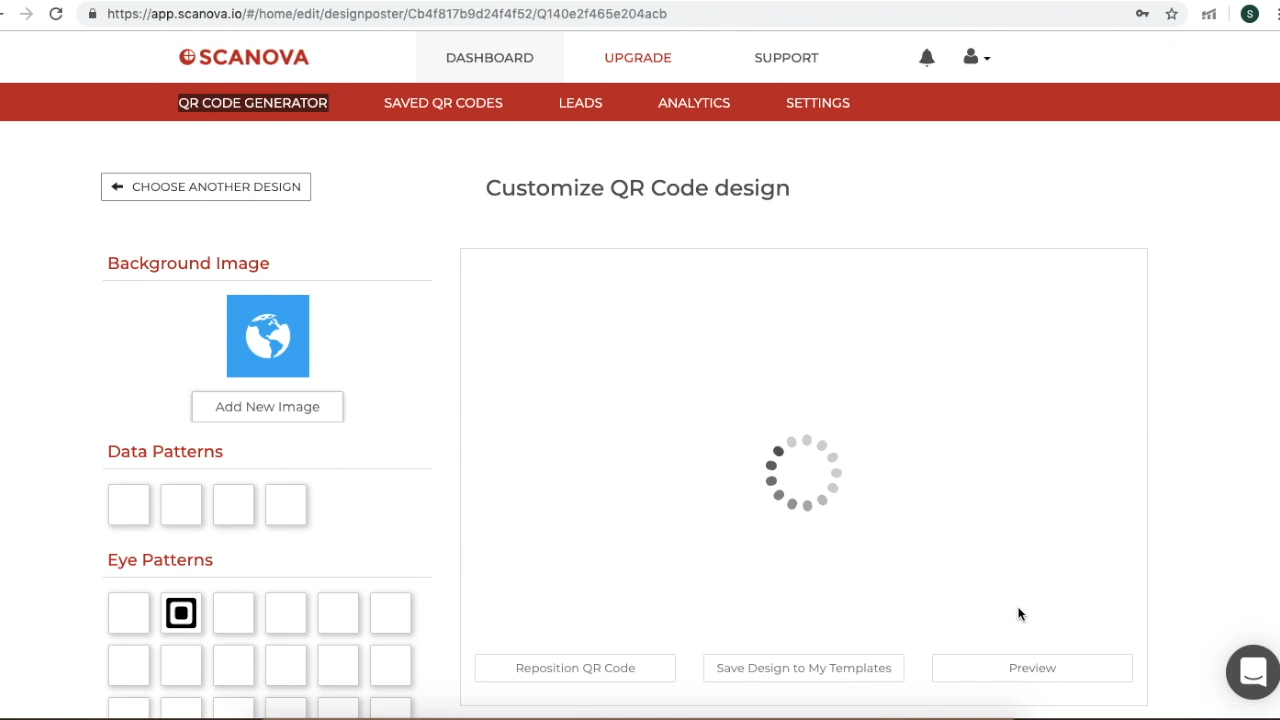 https://app.scanova.io/#/home/edit/designposter/Cb4f817b9d24f4f52/Q140e2f465e204acb
S
SCANOVA
DASHBOARD
UPGRADE
SUPPORT
QR CODE GENERATOR
SAVED QR CODES
LEADS
ANALYTICS
SETTINGS
CHOOSE ANOTHER DESIGN
Customize QR Code design
Background Image
Add New Image
Data Patterns
Eye Patterns
Reposition QR Code
Save Design to My Templates
Preview